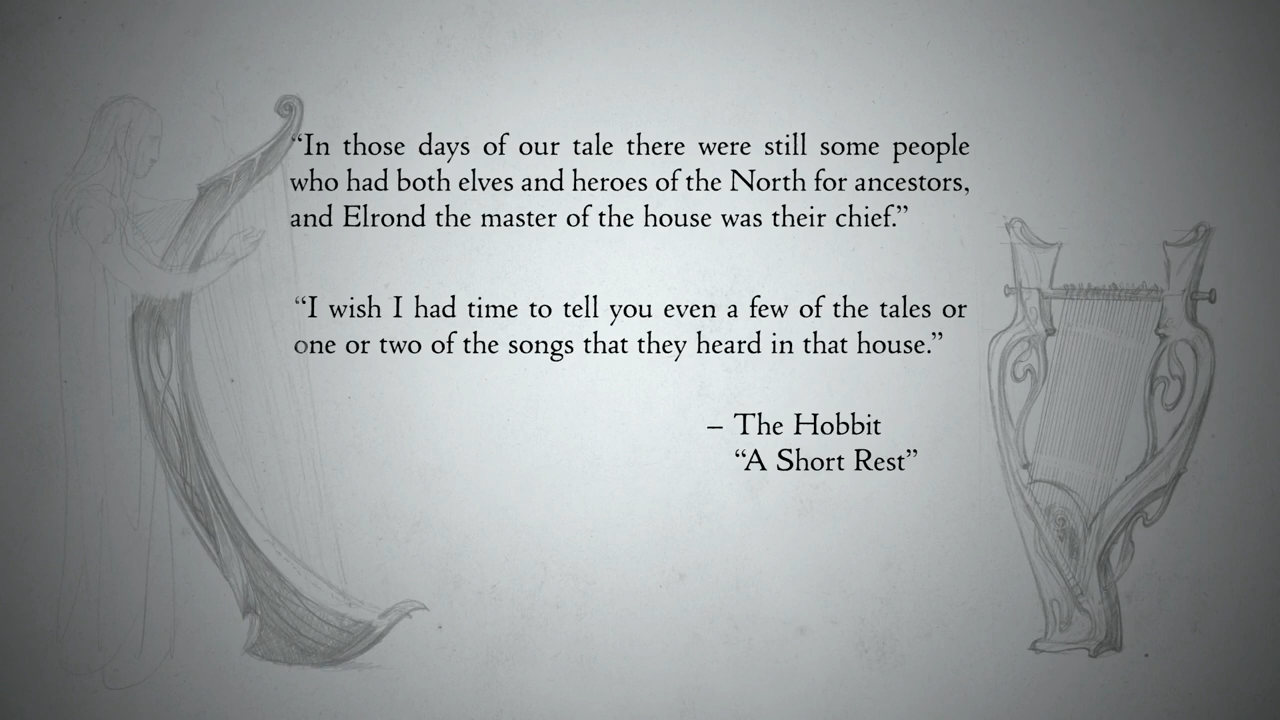 “In those days of our tale there were still some people
who had both elves and heroes of the North for ancestors,
and Elrond the master of the house was their chief.”
“I wish I had time to tell you even a few of the tales or
one or two of the songs that they heard in that house.”
– The Hobbit
“A Short Rest”